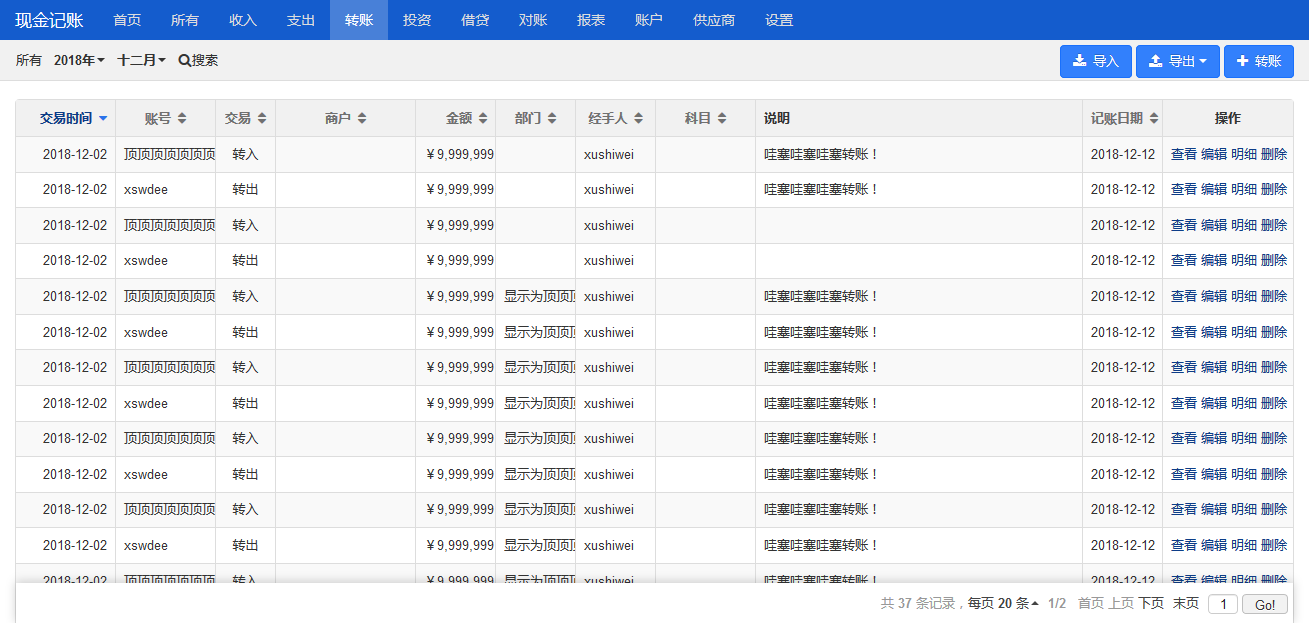 现金记账 首页 所有 收入 支出 转账 投资 借贷 对账 报表 账户 供应商 设置
所有 2018年 十二月 搜索 导入 导出 转账
交易时间 账号 交易 商户 金额 部门 经手人 科目 说明 记账日期 操作
2018-12-02 顶顶顶顶顶顶顶 转入 ¥ 9,999,999 xushiwei 哇塞哇塞哇塞转账！ 2018-12-12 查看 编辑 明细 删除
2018-12-02 xswdee 转出 ¥ 9,999,999 xushiwei 哇塞哇塞哇塞转账！ 2018-12-12 查看 编辑 明细 删除
2018-12-02 顶顶顶顶顶顶顶 转入 ¥ 9,999,999 xushiwei 2018-12-12 查看 编辑 明细 删除
2018-12-02 xswdee 转出 ¥ 9,999,999 xushiwei 2018-12-12 查看 编辑 明细 删除
2018-12-02 顶顶顶顶顶顶顶 转入 ¥ 9,999,999 显示为顶顶顶 xushiwei 哇塞哇塞哇塞转账！ 2018-12-12 查看 编辑 明细 删除
2018-12-02 xswdee 转出 ¥ 9,999,999 显示为顶顶顶 xushiwei 哇塞哇塞哇塞转账！ 2018-12-12 查看 编辑 明细 删除
2018-12-02 顶顶顶顶顶顶顶 转入 ¥ 9,999,999 显示为顶顶顶 xushiwei 哇塞哇塞哇塞转账！ 2018-12-12 查看 编辑 明细 删除
2018-12-02 xswdee 转出 ¥ 9,999,999 显示为顶顶顶 xushiwei 哇塞哇塞哇塞转账！ 2018-12-12 查看 编辑 明细 删除
2018-12-02 顶顶顶顶顶顶顶 转入 ¥ 9,999,999 显示为顶顶顶 xushiwei 哇塞哇塞哇塞转账！ 2018-12-12 查看 编辑 明细 删除
2018-12-02 xswdee 转出 ¥ 9,999,999 显示为顶顶顶 xushiwei 哇塞哇塞哇塞转账！ 2018-12-12 查看 编辑 明细 删除
2018-12-02 顶顶顶顶顶顶顶 转入 ¥ 9,999,999 显示为顶顶顶 xushiwei 哇塞哇塞哇塞转账！ 2018-12-12 查看 编辑 明细 删除
2018-12-02 xswdee 转出 ¥ 9,999,999 显示为顶顶顶 xushiwei 哇塞哇塞哇塞转账！ 2018-12-12 查看 编辑 明细 删除
2018-12-02 顶顶顶顶顶顶顶 转入 ¥ 9,999,999 显示为顶顶顶 xushiwei 哇塞哇塞哇塞转账！ 2018-12-12 查看 编辑 明细 删除
共 37 条记录，每页 20 条 1/2 首页 上页 下页 末页 1 Go!